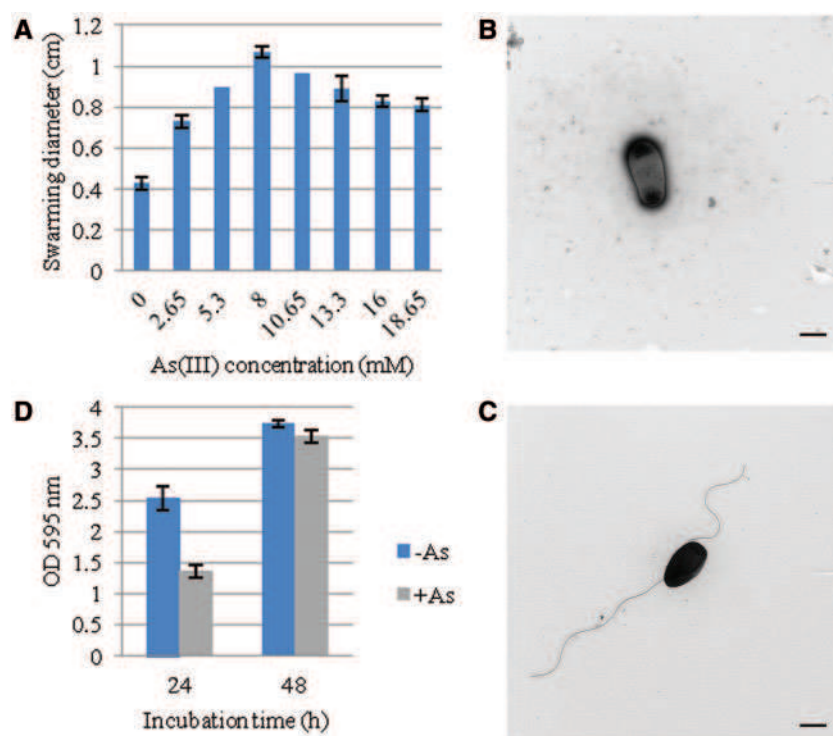 A
Swarming diameter (cm)
1.2
1
0.8
0.6
0.4
0.2
0
0 2.65 5.3 8 10.65 13.3 16 18.65
As(III) concentration (mM)
B
D
OD 595 nm
4
3.5
3
2.5
2
1.5
1
0.5
0
24 48
Incubation time (h)
-As
+As
C